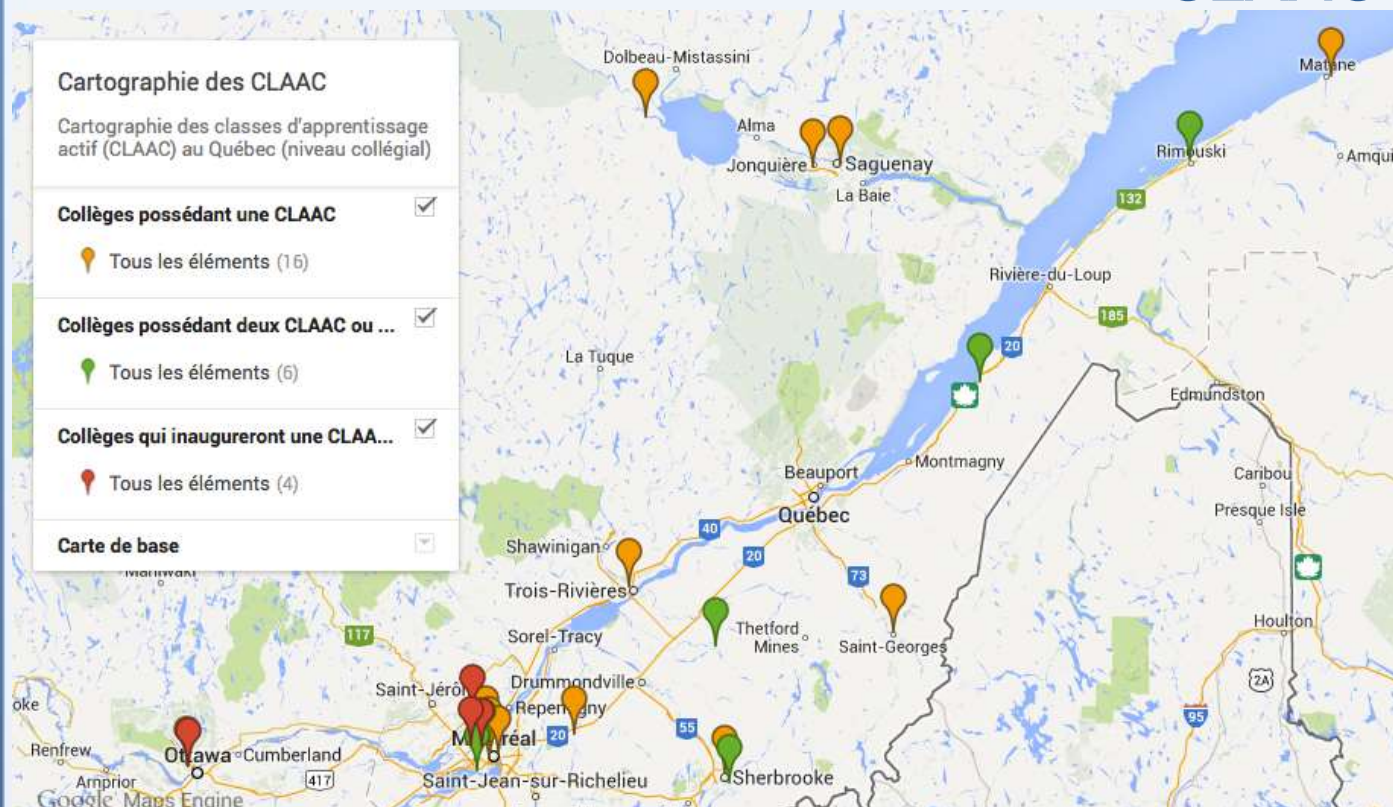 Cartographie des CLAAC
Cartographie des classes d'apprentissage
actif (CLAAC) au Québec (niveau collégial)
Collèges possédant une CLAAC
Tous les éléments (16)
Collèges possédant deux CLAAC ou ...
Tous les éléments (6)
Collèges qui inaugureront une CLAA...
Tous les éléments (4)
Carte de base
Dolbeau-Mistassini
Matane
Alma
Jonquière
Saguenay
La Baie
Rimouski
Amqui
132
Rivière-du-Loup
185
20
La Tuque
Edmundston
Montmagny
Beauport
Québec
Caribou
Presque Isle
40
20
73
Shawinigan
Trois-Rivières
Maniwaki
117
Sorel-Tracy
Thetford
Mines
Saint-Georges
Houlton
2A
95
Drummondville
Repentigny
20
55
Montréal
Renfrew
Ottawa
Cumberland
417
Arnprior
Saint-Jean-sur-Richelieu
Sherbrooke
Google Maps Engine